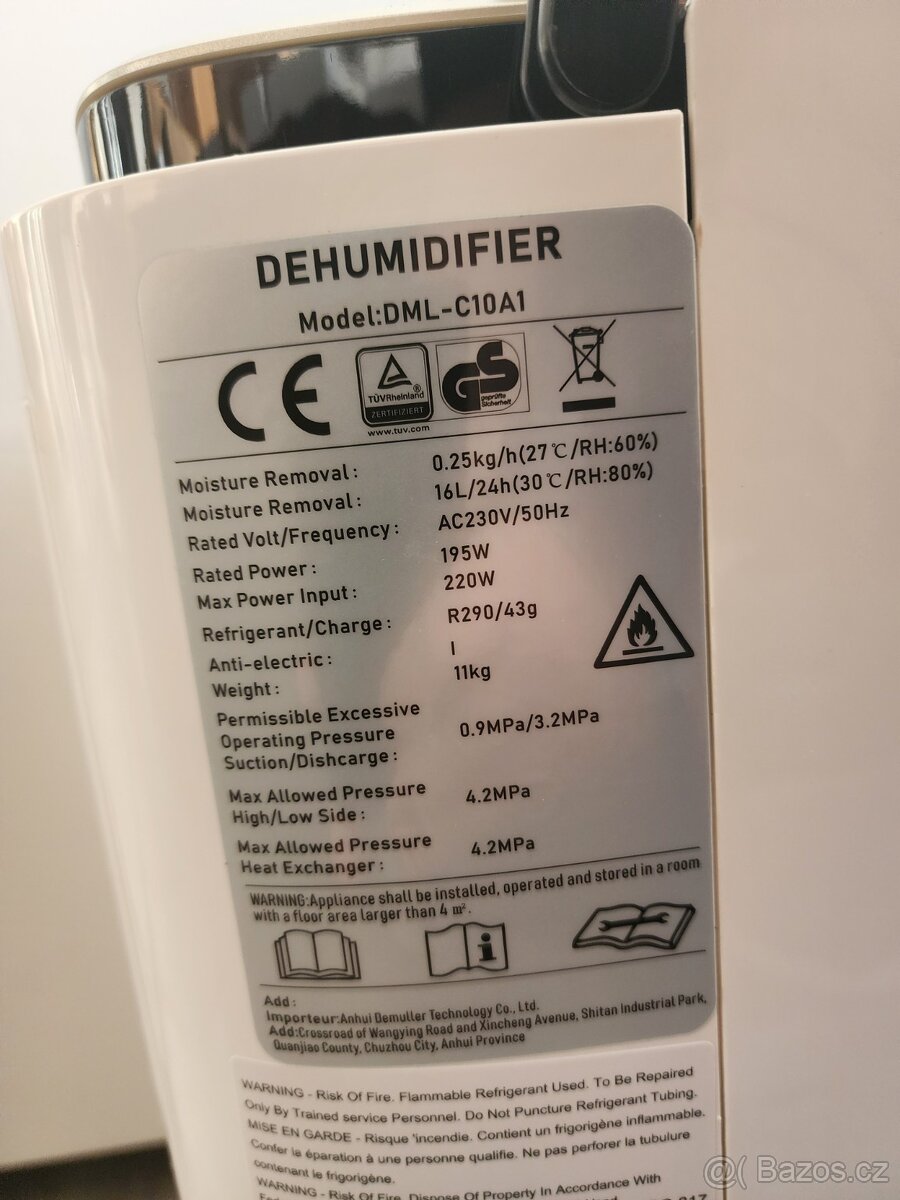 DEHUMIDIFIER
Model:DML-C10A1
CE
TÜVRheinland
ZERTIFIZIERT
www.tuv.com
GS
geprüfte
Sicherheit
Moisture Removal: 0.25kg/h(27℃/RH:60%)
Moisture Removal: 16L/24h(30℃/RH:80%)
Rated Volt/Frequency: AC230V/50Hz
Rated Power: 195W
Max Power Input: 220W
Refrigerant/Charge: R290/43g
Anti-electric: I
Weight: 11kg
Permissible Excessive
Operating Pressure 0.9MPa/3.2MPa
Suction/Dishcarge:
Max Allowed Pressure 4.2MPa
High/Low Side:
Max Allowed Pressure 4.2MPa
Heat Exchanger:
WARNING:Appliance shall be installed, operated and stored in a room
with a floor area larger than 4 ㎡.
Add:
Importeur:Anhui Demuller Technology Co., Ltd.
Add:Crossroad of Wangying Road and Xincheng Avenue, Shitan Industrial Park,
Quanjiao County, Chuzhou City, Anhui Province
WARNING - Risk Of Fire. Flammable Refrigerant Used. To Be Repaired
Only By Trained service Personnel. Do Not Puncture Refrigerant Tubing.
MISE EN GARDE - Risque 'incendie. Contient un frigorigène inflammable.
Confer la éparation à une personne qualifie. Ne pas perforer la tubulure
contenant le frigorigène.
WARNING - Risk Of Fire. Dispose Of Property In Accordance With
Bazos.cz